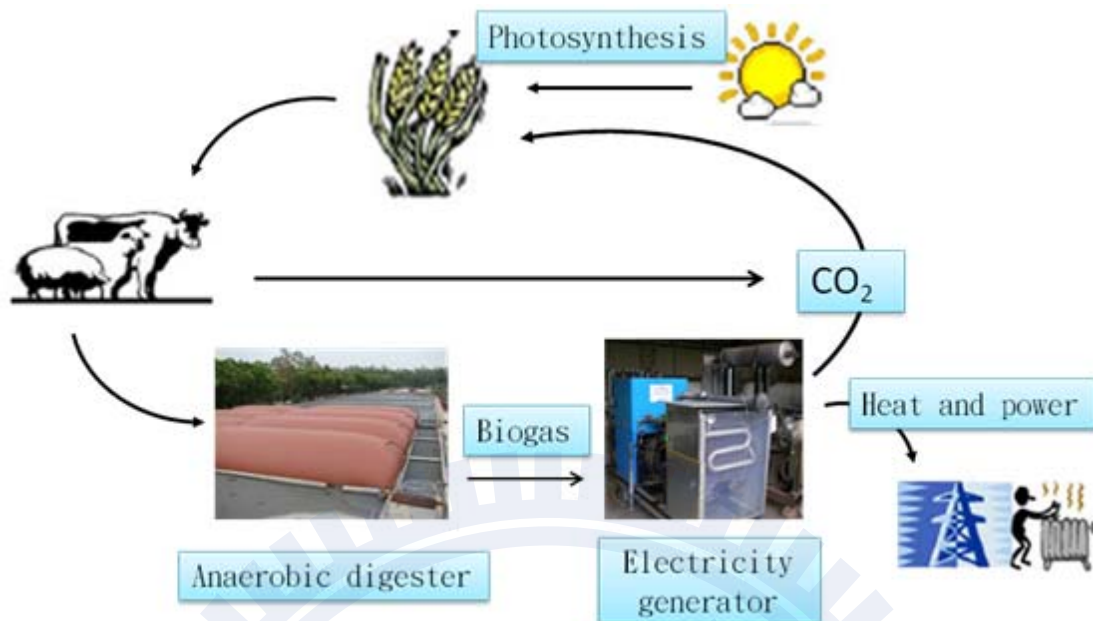 Photosynthesis
CO₂
Heat and power
Biogas
Anaerobic digester
Electricity
generator